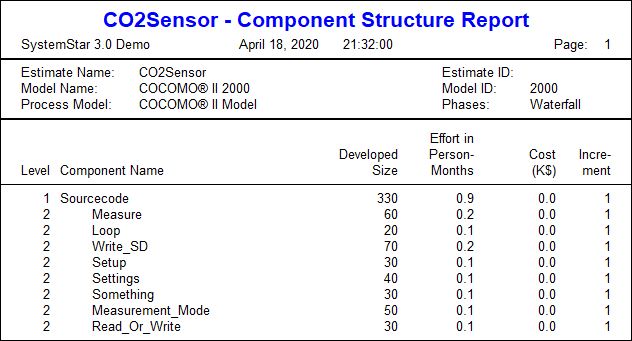 CO2Sensor - Component Structure Report
SystemStar 3.0 Demo April 18, 2020 21:32:00 Page: 1
Estimate Name: CO2Sensor Estimate ID:
Model Name: COCOMO® II 2000 Model ID: 2000
Process Model: COCOMO® II Model Phases: Waterfall
Effort in
Developed Person- Cost Incre-
Level Component Name Size Months (K$) ment
1 Sourcecode 330 0.9 0.0 1
2 Measure 60 0.2 0.0 1
2 Loop 20 0.1 0.0 1
2 Write_SD 70 0.2 0.0 1
2 Setup 30 0.1 0.0 1
2 Settings 40 0.1 0.0 1
2 Something 30 0.1 0.0 1
2 Measurement_Mode 50 0.1 0.0 1
2 Read_Or_Write 30 0.1 0.0 1